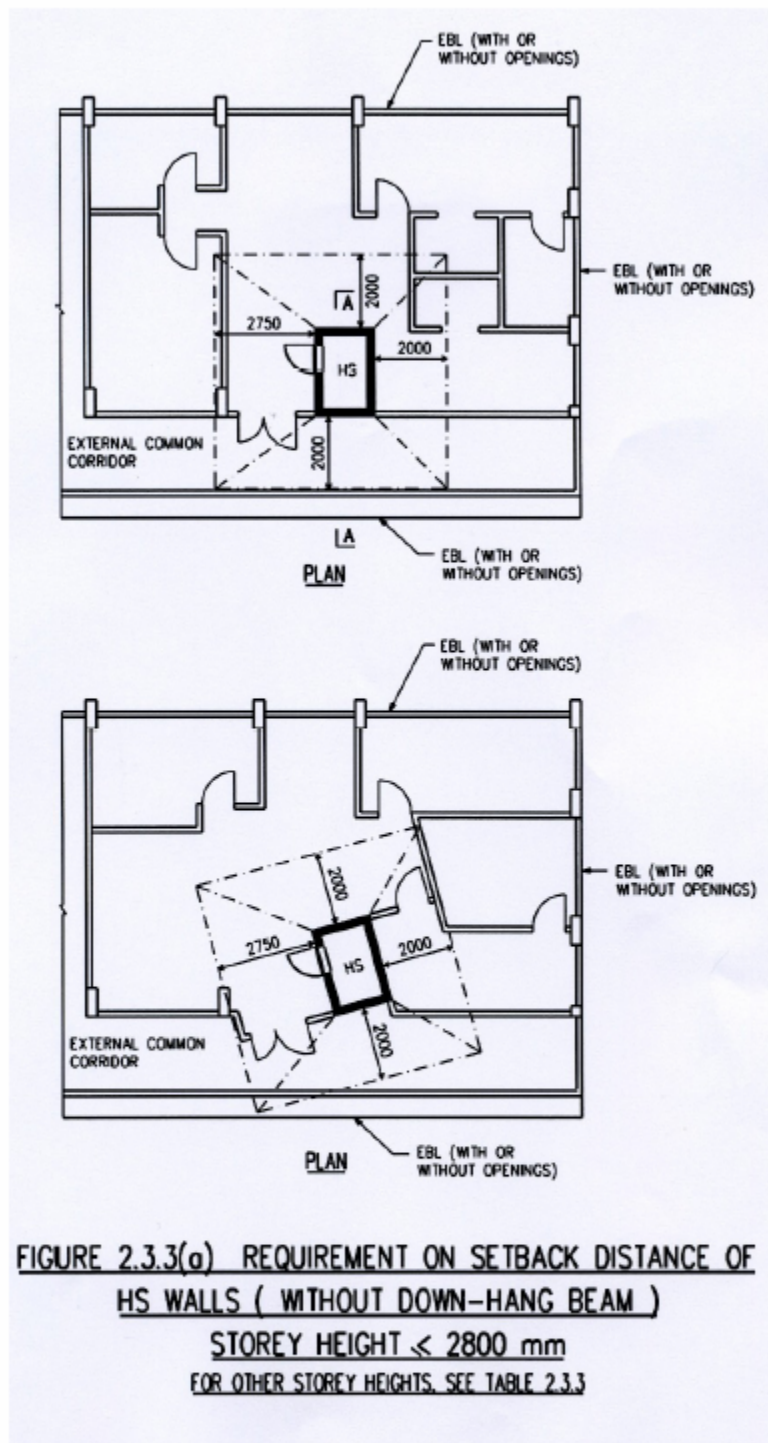 EBL (WITH OR
WITHOUT OPENINGS)
A
2000
EBL (WITH OR
WITHOUT OPENINGS)
2750
2000
HS
EXTERNAL COMMON
CORRIDOR
2000
A
EBL (WITH OR
WITHOUT OPENINGS)
PLAN
EBL (WITH OR
WITHOUT OPENINGS)
2000
EBL (WITH OR
WITHOUT OPENINGS)
2750
2000
HS
EXTERNAL COMMON
CORRIDOR
2000
EBL (WITH OR
WITHOUT OPENINGS)
PLAN
FIGURE 2.3.3(a) REQUIREMENT ON SETBACK DISTANCE OF
HS WALLS ( WITHOUT DOWN-HANG BEAM )
STOREY HEIGHT ⩽ 2800 mm
FOR OTHER STOREY HEIGHTS, SEE TABLE 2.3.3